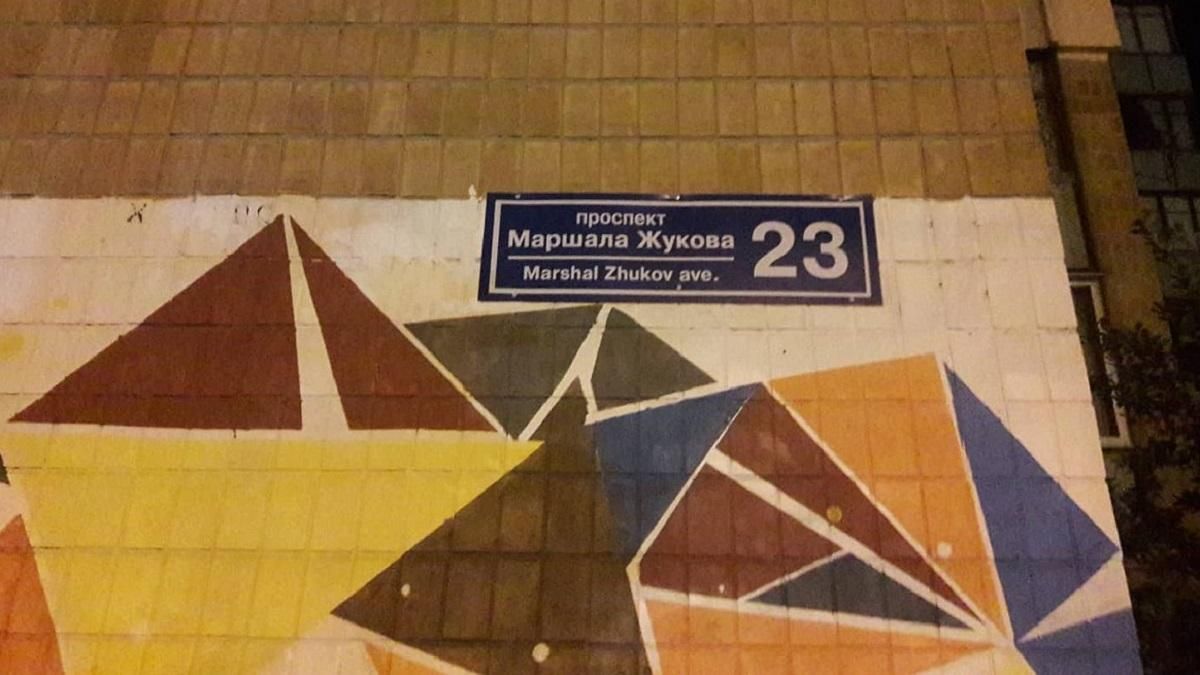 проспект
Маршала Жукова
Marshal Zhukov ave.
23